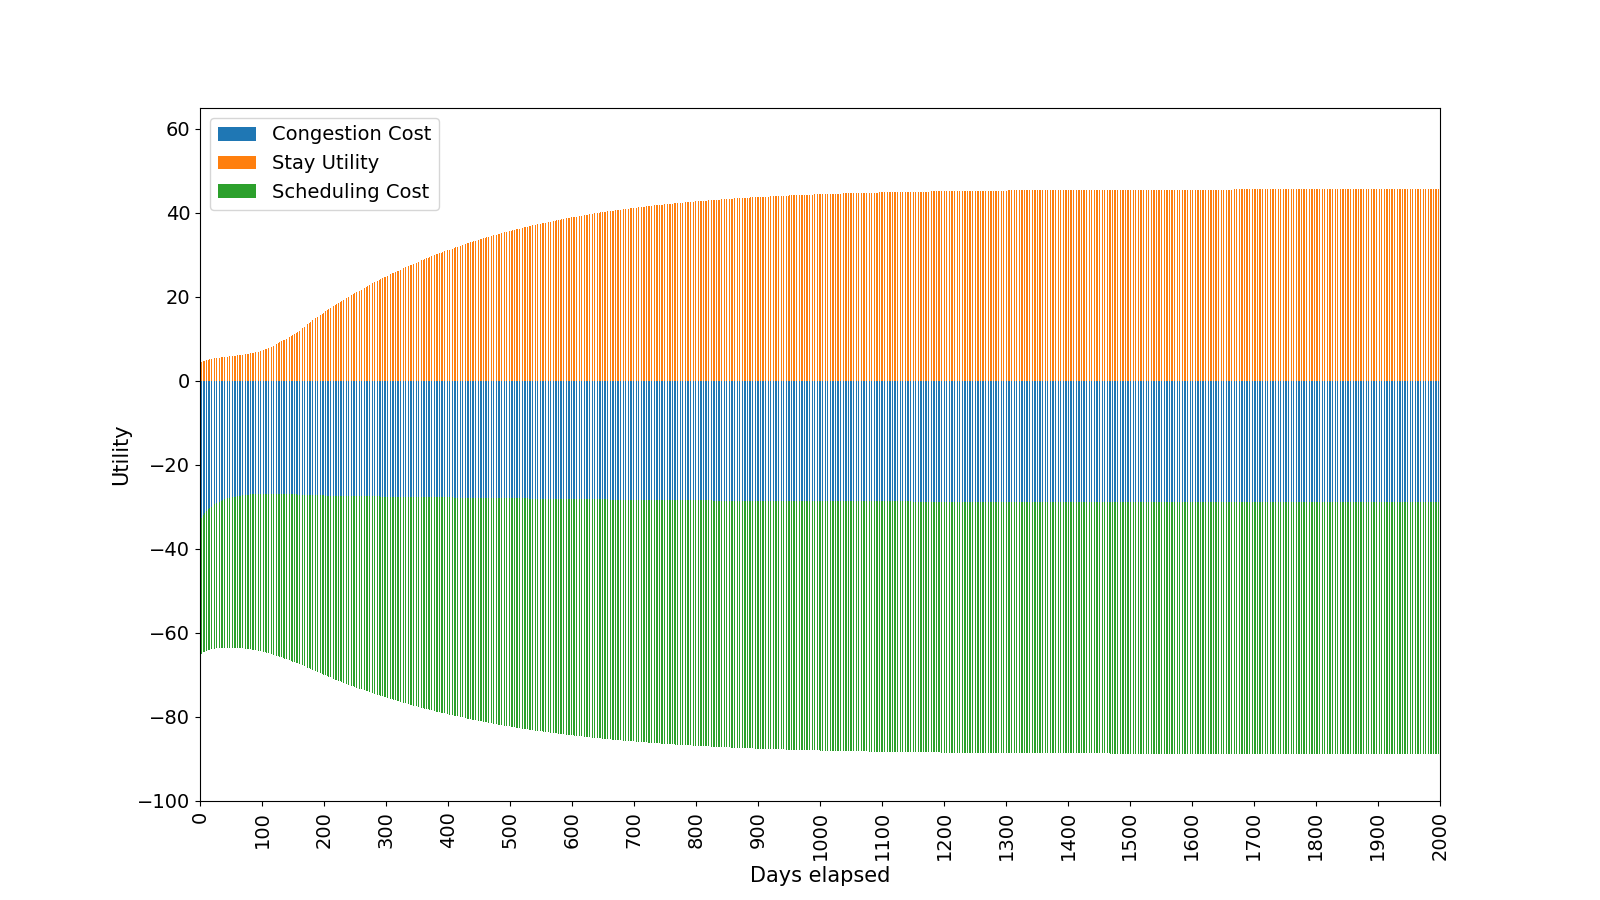 Congestion Cost
Stay Utility
Scheduling Cost
60
40
20
0
−20
−40
−60
−80
−100
Utility
0 100 200 300 400 500 600 700 800 900 1000 1100 1200 1300 1400 1500 1600 1700 1800 1900 2000
Days elapsed